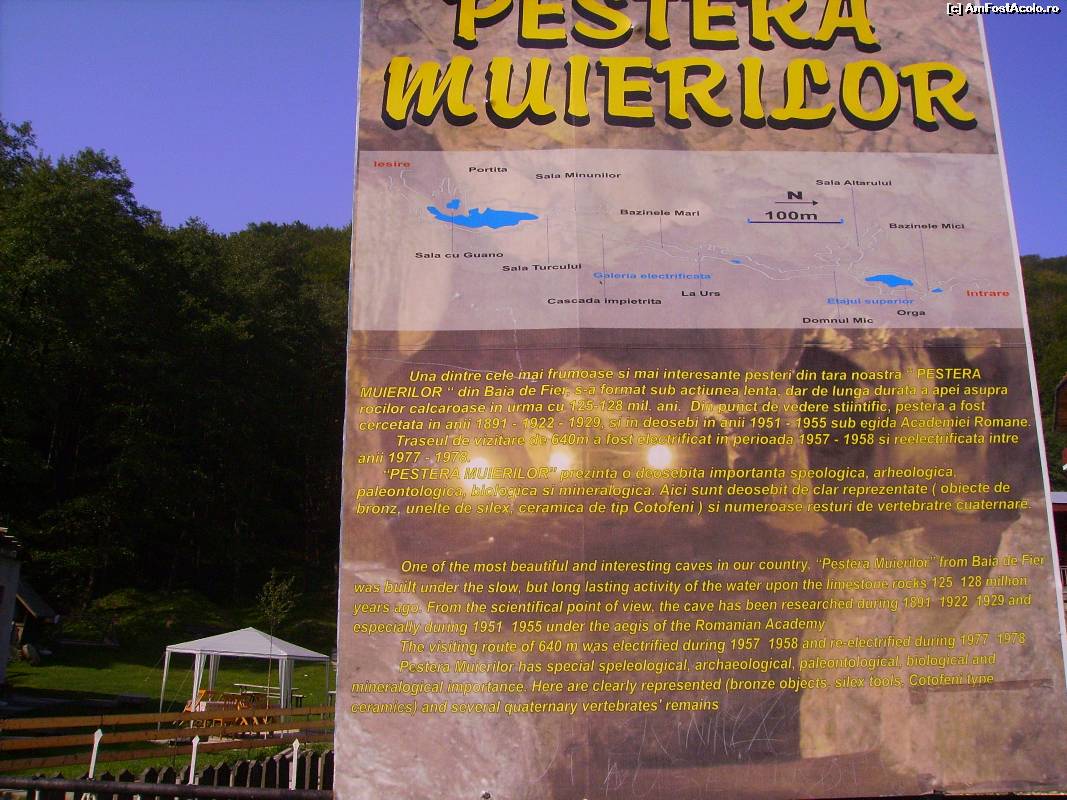 [c] AmFostAcolo.ro
PESTERA
MUIERILOR
Iesire
Portita
Sala Minunilor
Sala Altarului
N
100m
Bazinele Mari
Bazinele Mici
Sala cu Guano
Sala Turcului
Galeria electrificata
La Urs
Cascada impietrita
Etajul superior
Intrare
Orga
Domnul Mic
Una dintre cele mai frumoase si mai interesante pesteri din tara noastra " PESTERA
MUIERILOR " din Baia de Fier, s-a format sub actiunea lenta, dar de lunga durata a apei asupra
rocilor calcaroase in urma cu 125-128 mil. ani. Din punct de vedere stiintific, pestera a fost
cercetata in anii 1891 - 1922 - 1929, si in deosebi in anii 1951 - 1955 sub egida Academiei Romane.
Traseul de vizitare de 640m a fost electrificat in perioada 1957 - 1958 si reelectrificata intre
anii 1977 - 1978.
"PESTERA MUIERILOR" prezinta o deosebita importanta speologica, arheologica,
paleontologica, biologica si mineralogica. Aici sunt deosebit de clar reprezentate ( obiecte de
bronz, unelte de silex, ceramica de tip Cotofeni ) si numeroase resturi de vertebratre cuaternare.
One of the most beautiful and interesting caves in our country, "Pestera Muierilor" from Baia de Fier
was built under the slow, but long lasting activity of the water upon the limestone rocks 125 128 million
years ago. From the scientifical point of view, the cave has been researched during 1891 1922 1929 and
especially during 1951 1955 under the aegis of the Romanian Academy
The visiting route of 640 m was electrified during 1957 1958 and re-electrified during 1977 1978
Pestera Muierilor has special speleological, archaeological, paleontological, biological and
mineralogical importance. Here are clearly represented (bronze objects, silex tools, Cotofeni type
ceramics) and several quaternary vertebrates' remains